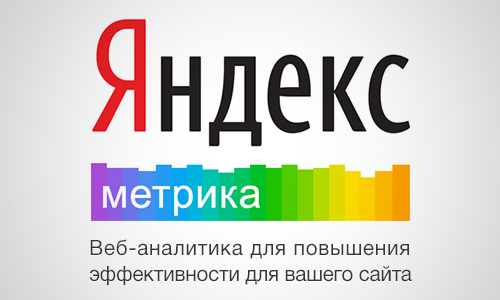 Яндекс
метрика
Веб-аналитика для повышения
эффективности для вашего сайта